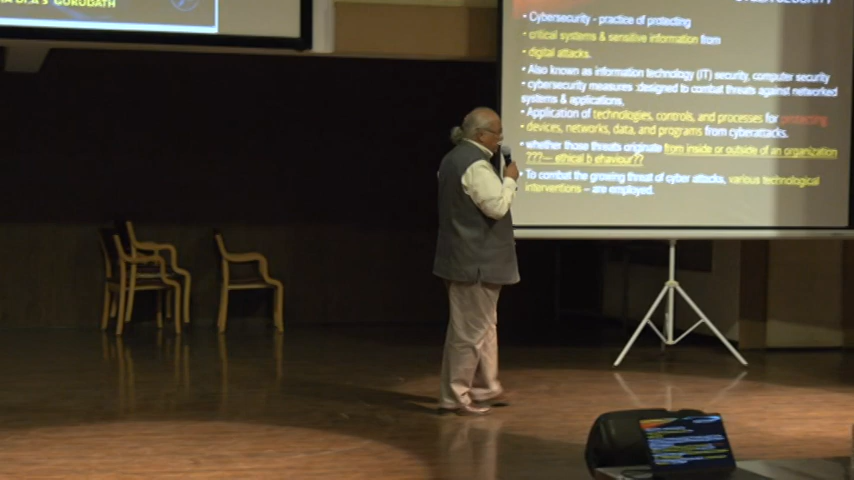 GURUDATH
CYBER SECURITY
• Cybersecurity - practice of protecting
• critical systems & sensitive information from
• digital attacks.
• Also known as information technology (IT) security, computer security
• cybersecurity measures :designed to combat threats against networked
systems & applications.
• Application of technologies, controls, and processes for protecting
• devices, networks, data, and programs from cyberattacks.
• whether those threats originate from inside or outside of an organization
???— ethical b ehaviour??
• To combat the growing threat of cyber attacks, various technological
interventions – are employed.